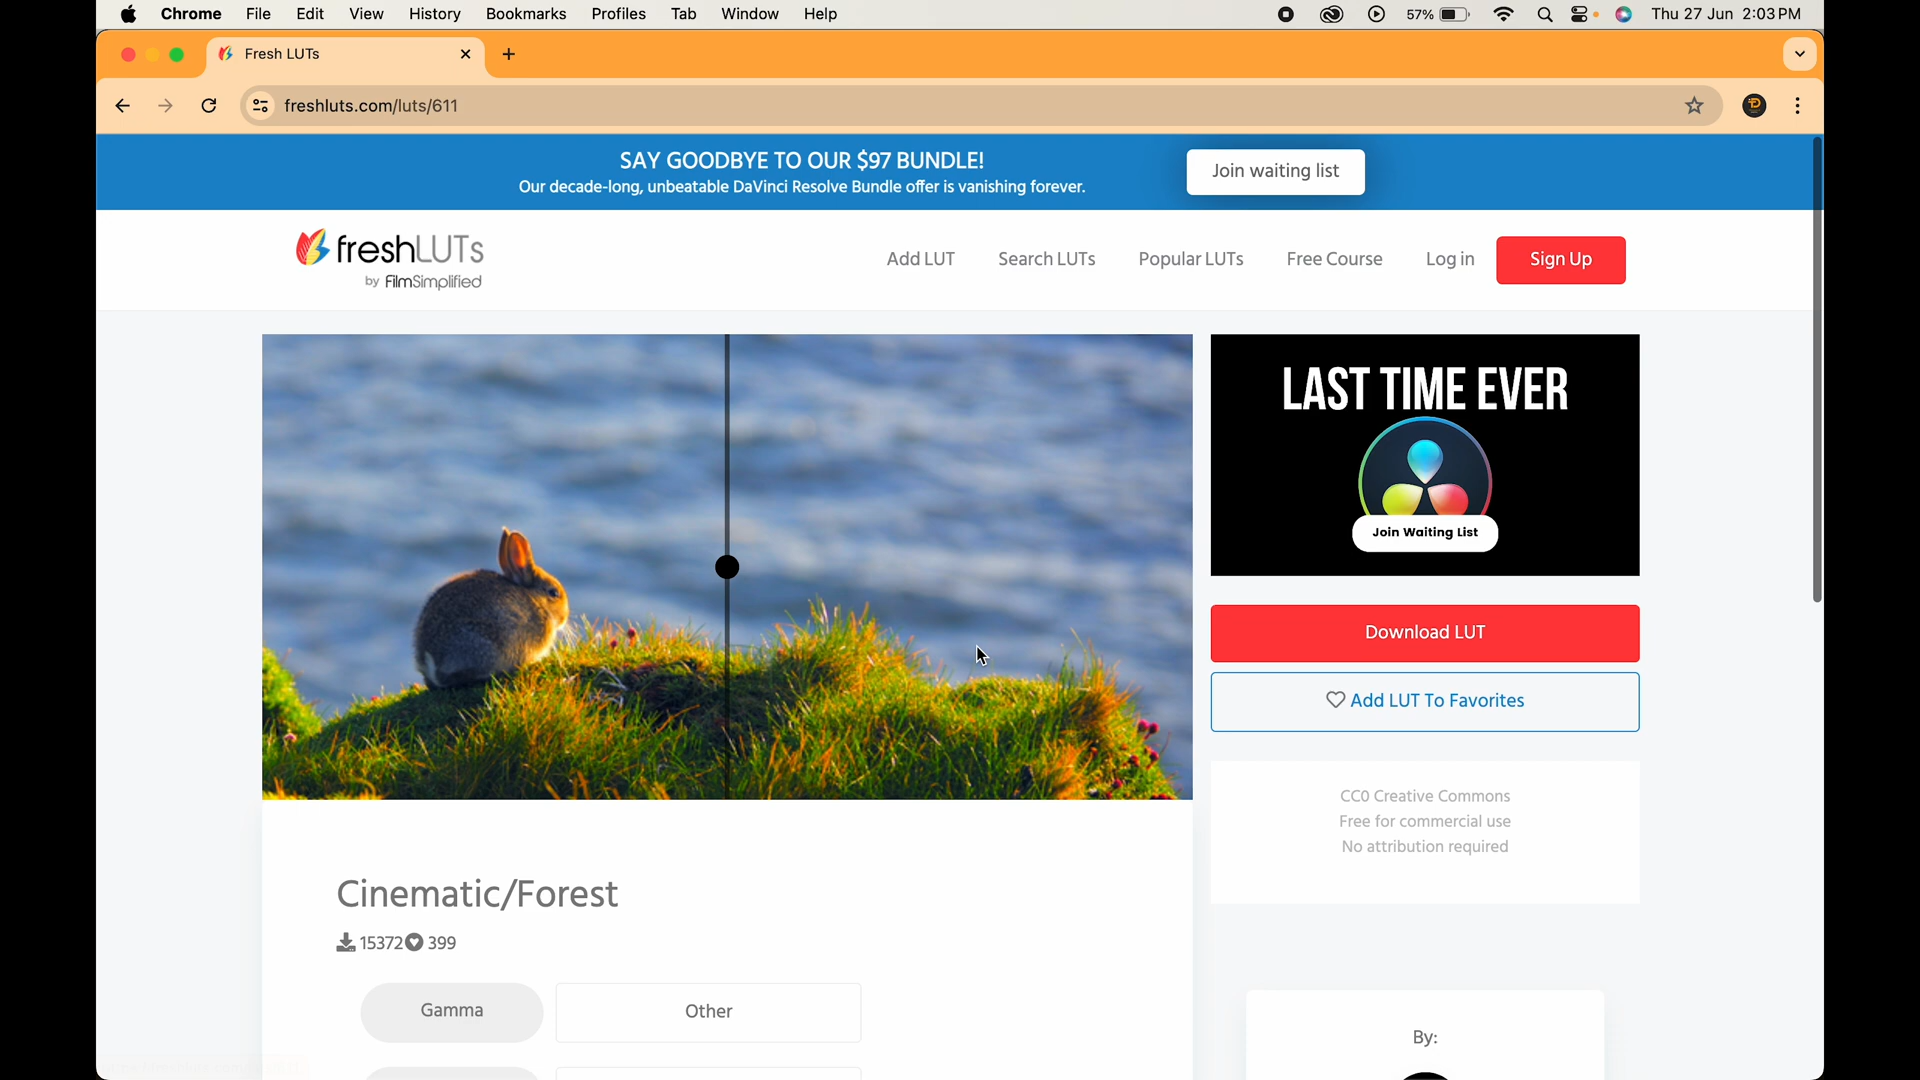 Chrome File Edit View History Bookmarks Profiles Tab Window Help 57% Thu 27 Jun 2:03 PM
Fresh LUTs
freshluts.com/luts/611
SAY GOODBYE TO OUR $97 BUNDLE!
Our decade-long, unbeatable DaVinci Resolve Bundle offer is vanishing forever.
Join waiting list
freshLUTs
by FilmSimplified
Add LUT Search LUTs Popular LUTs Free Course Log in Sign Up
LAST TIME EVER
Join Waiting List
Download LUT
Add LUT To Favorites
CC0 Creative Commons
Free for commercial use
No attribution required
Cinematic/Forest
15372 399
Gamma Other
By: